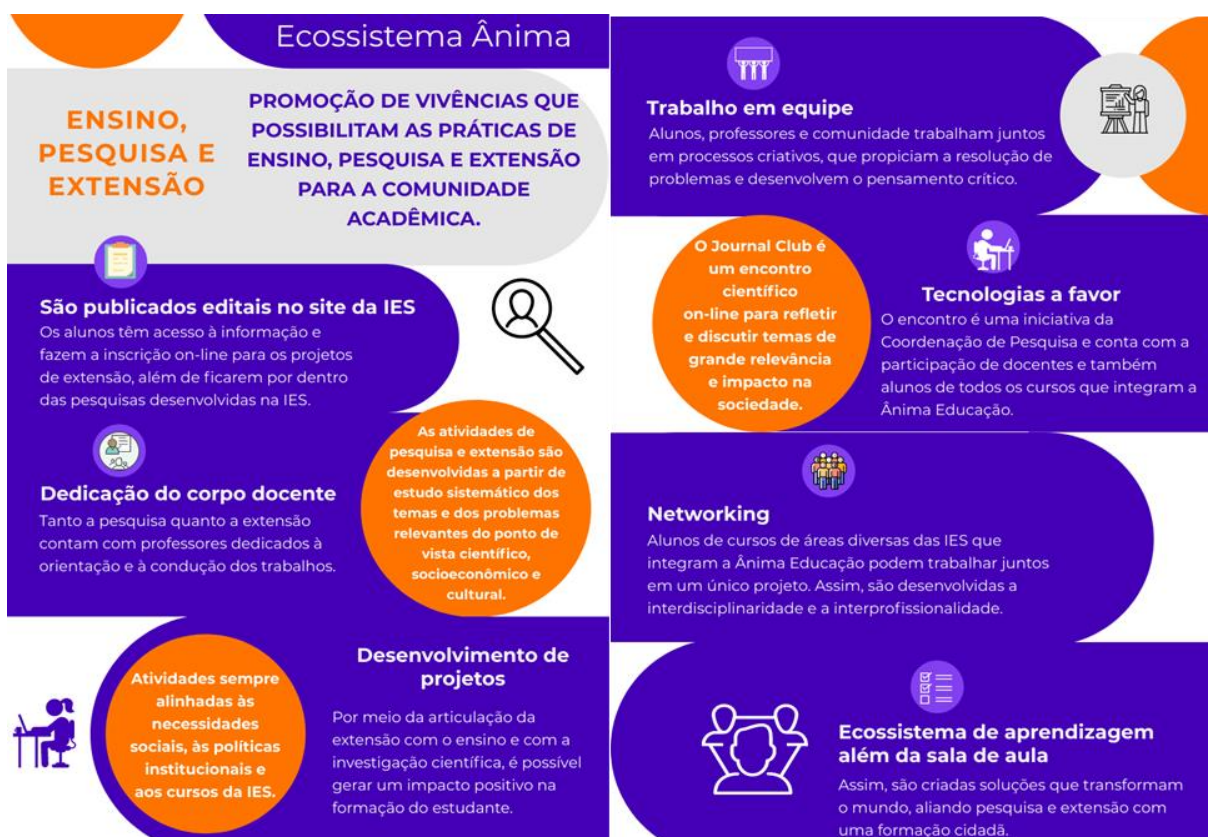 Ecossistema Ânima
ENSINO,
PESQUISA E
EXTENSÃO
PROMOÇÃO DE VIVÊNCIAS QUE
POSSIBILITAM AS PRÁTICAS DE
ENSINO, PESQUISA E EXTENSÃO
PARA A COMUNIDADE
ACADÊMICA.
São publicados editais no site da IES
Os alunos têm acesso à informação e
fazem a inscrição on-line para os projetos
de extensão, além de ficarem por dentro
das pesquisas desenvolvidas na IES.
Dedicação do corpo docente
Tanto a pesquisa quanto a extensão
contam com professores dedicados à
orientação e à condução dos trabalhos.
As atividades de
pesquisa e extensão são
desenvolvidas a partir de
estudo sistemático dos
temas e dos problemas
relevantes do ponto de
vista científico,
socioeconômico e
cultural.
Atividades sempre
alinhadas às
necessidades
sociais, às políticas
institucionais e
aos cursos da IES.
Desenvolvimento de
projetos
Por meio da articulação da
extensão com o ensino e com a
investigação científica, é possível
gerar um impacto positivo na
formação do estudante.
Trabalho em equipe
Alunos, professores e comunidade trabalham juntos
em processos criativos, que propiciam a resolução de
problemas e desenvolvem o pensamento crítico.
O Journal Club é
um encontro
científico
on-line para refletir
e discutir temas de
grande relevância
e impacto na
sociedade.
Tecnologias a favor
O encontro é uma iniciativa da
Coordenação de Pesquisa e conta com a
participação de docentes e também
alunos de todos os cursos que integram a
Ânima Educação.
Networking
Alunos de cursos de áreas diversas das IES que
integram a Ânima Educação podem trabalhar juntos
em um único projeto. Assim, são desenvolvidas a
interdisciplinaridade e a interprofissionalidade.
Ecossistema de aprendizagem
além da sala de aula
Assim, são criadas soluções que transformam
o mundo, aliando pesquisa e extensão com
uma formação cidadã.